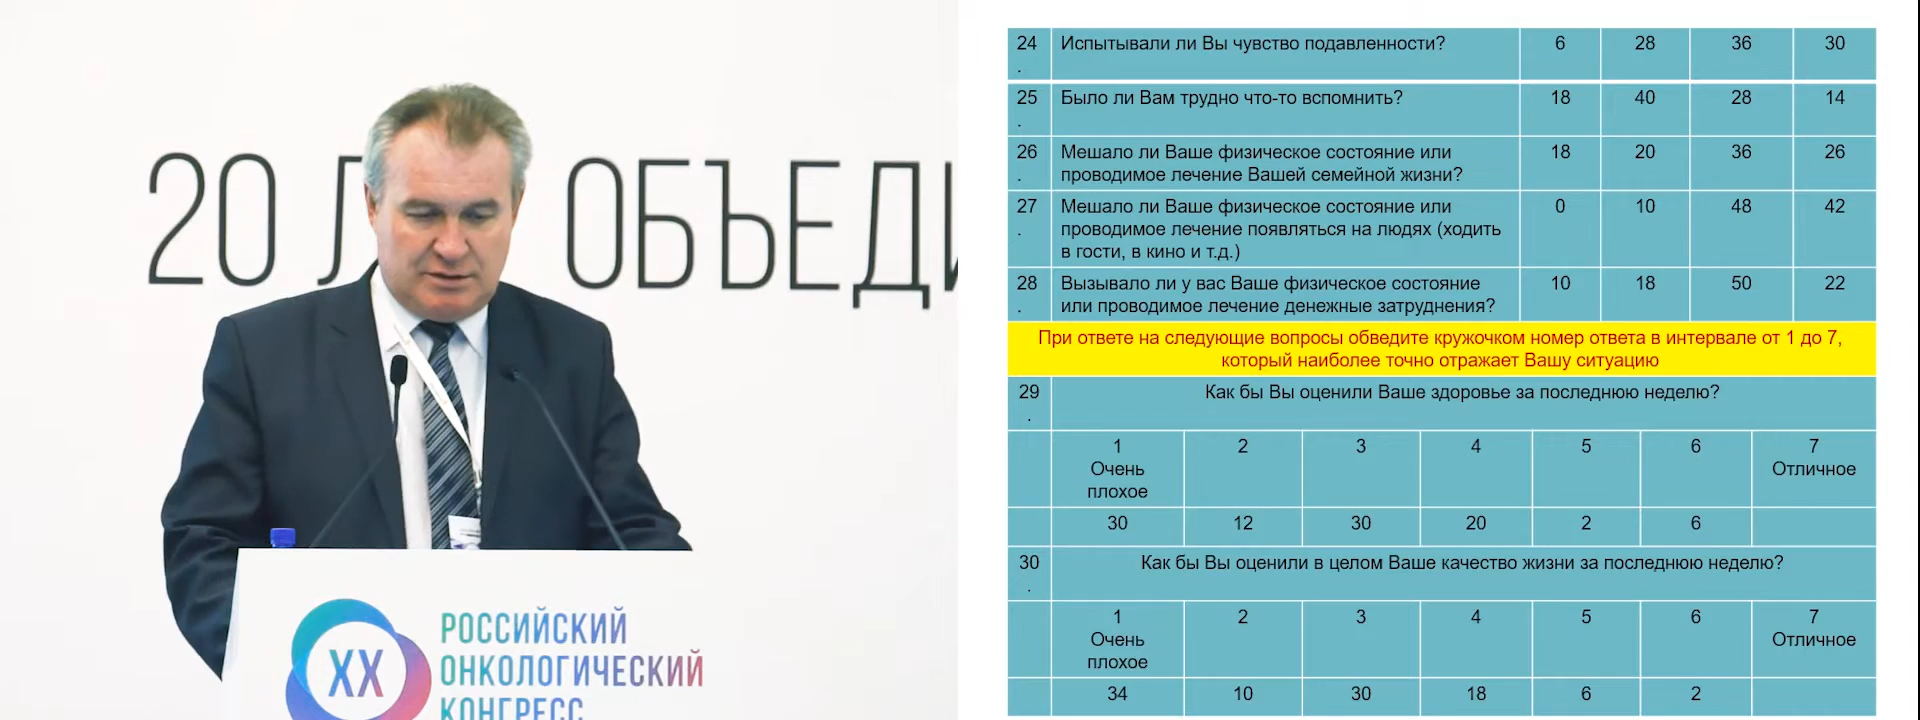 20 Л ОБЪЕДИ
XX
РОССИЙСКИЙ
ОНКОЛОГИЧЕСКИЙ
КОНГРЕСС
24. Испытывали ли Вы чувство подавленности? 6 28 36 30
25. Было ли Вам трудно что-то вспомнить? 18 40 28 14
26. Мешало ли Ваше физическое состояние или 18 20 36 26
проводимое лечение Вашей семейной жизни?
27. Мешало ли Ваше физическое состояние или 0 10 48 42
проводимое лечение появляться на людях (ходить
в гости, в кино и т.д.)
28. Вызывало ли у вас Ваше физическое состояние 10 18 50 22
или проводимое лечение денежные затруднения?
При ответе на следующие вопросы обведите кружочком номер ответа в интервале от 1 до 7,
который наиболее точно отражает Вашу ситуацию
29. Как бы Вы оценили Ваше здоровье за последнюю неделю?
1 2 3 4 5 6 7
Очень Отличное
плохое
30 12 30 20 2 6
30. Как бы Вы оценили в целом Ваше качество жизни за последнюю неделю?
1 2 3 4 5 6 7
Очень Отличное
плохое
34 10 30 18 6 2